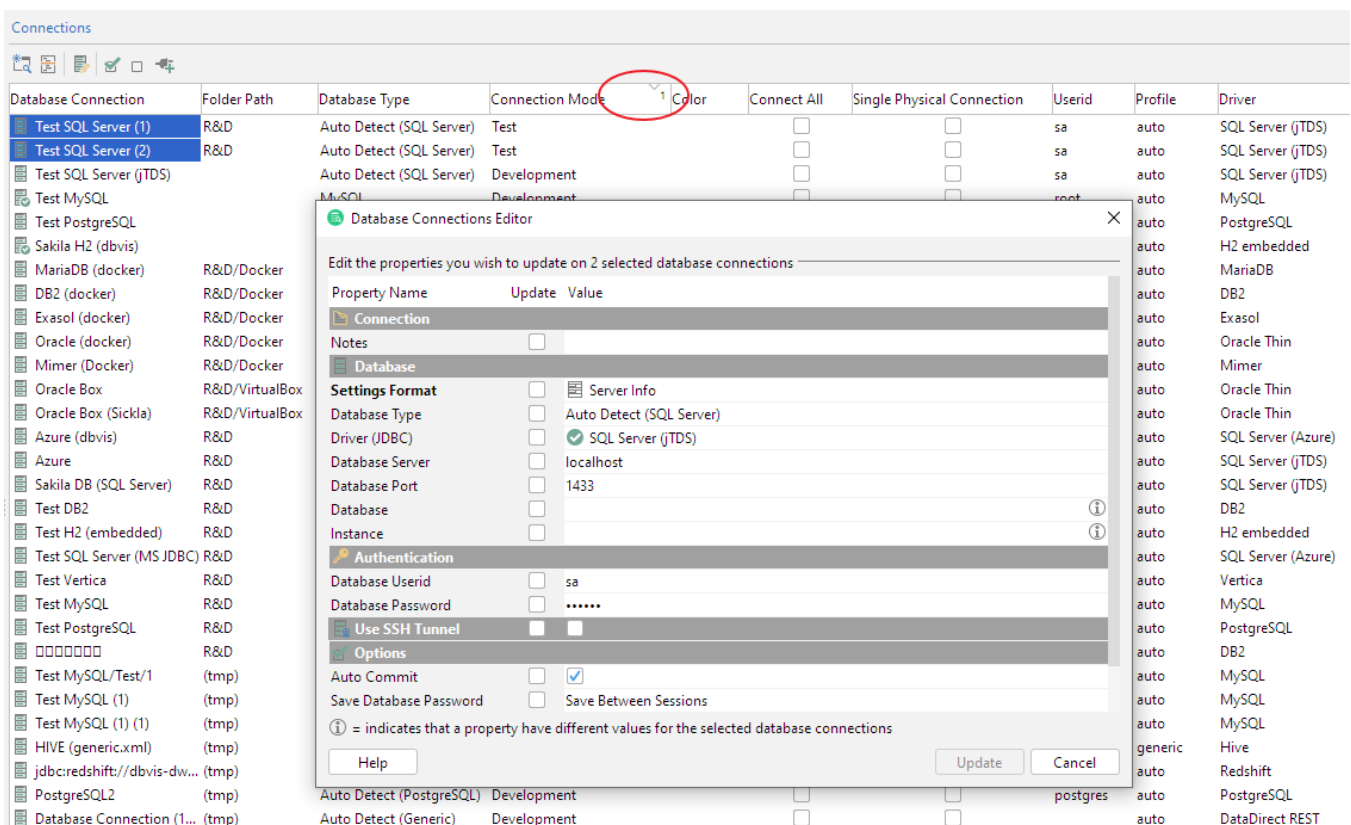 Connections
Database Connection Folder Path Database Type Connection Mode 1 Color Connect All Single Physical Connection Userid Profile Driver
Test SQL Server (1) R&D Auto Detect (SQL Server) Test sa auto SQL Server (jTDS)
Test SQL Server (2) R&D Auto Detect (SQL Server) Test sa auto SQL Server (jTDS)
Test SQL Server (jTDS) Auto Detect (SQL Server) Development sa auto SQL Server (jTDS)
Test MySQL MySQL Development root auto MySQL
Test PostgreSQL auto PostgreSQL
Sakila H2 (dbvis) auto H2 embedded
MariaDB (docker) R&D/Docker auto MariaDB
DB2 (docker) R&D/Docker auto DB2
Exasol (docker) R&D/Docker auto Exasol
Oracle (docker) R&D/Docker auto Oracle Thin
Mimer (Docker) R&D/Docker auto Mimer
Oracle Box R&D/VirtualBox auto Oracle Thin
Oracle Box (Sickla) R&D/VirtualBox auto Oracle Thin
Azure (dbvis) R&D auto SQL Server (Azure)
Azure R&D auto SQL Server (jTDS)
Sakila DB (SQL Server) R&D auto SQL Server (jTDS)
Test DB2 R&D auto DB2
Test H2 (embedded) R&D auto H2 embedded
Test SQL Server (MS JDBC) R&D auto SQL Server (Azure)
Test Vertica R&D auto Vertica
Test MySQL R&D auto MySQL
Test PostgreSQL R&D auto PostgreSQL
□□□□□□□ R&D auto DB2
Test MySQL/Test/1 (tmp) auto MySQL
Test MySQL (1) (tmp) auto MySQL
Test MySQL (1) (1) (tmp) auto MySQL
HIVE (generic.xml) (tmp) generic Hive
jdbc:redshift://dbvis-dw... (tmp) auto Redshift
PostgreSQL2 (tmp) Auto Detect (PostgreSQL) Development postgres auto PostgreSQL
Database Connection (1... (tmp) Auto Detect (Generic) Development auto DataDirect REST
Database Connections Editor
Edit the properties you wish to update on 2 selected database connections
Property Name Update Value
Connection
Notes
Database
Settings Format Server Info
Database Type Auto Detect (SQL Server)
Driver (JDBC) SQL Server (jTDS)
Database Server localhost
Database Port 1433
Database
Instance
Authentication
Database Userid sa
Database Password ••••••
Use SSH Tunnel
Options
Auto Commit
Save Database Password Save Between Sessions
ⓘ = indicates that a property have different values for the selected database connections
Help Update Cancel